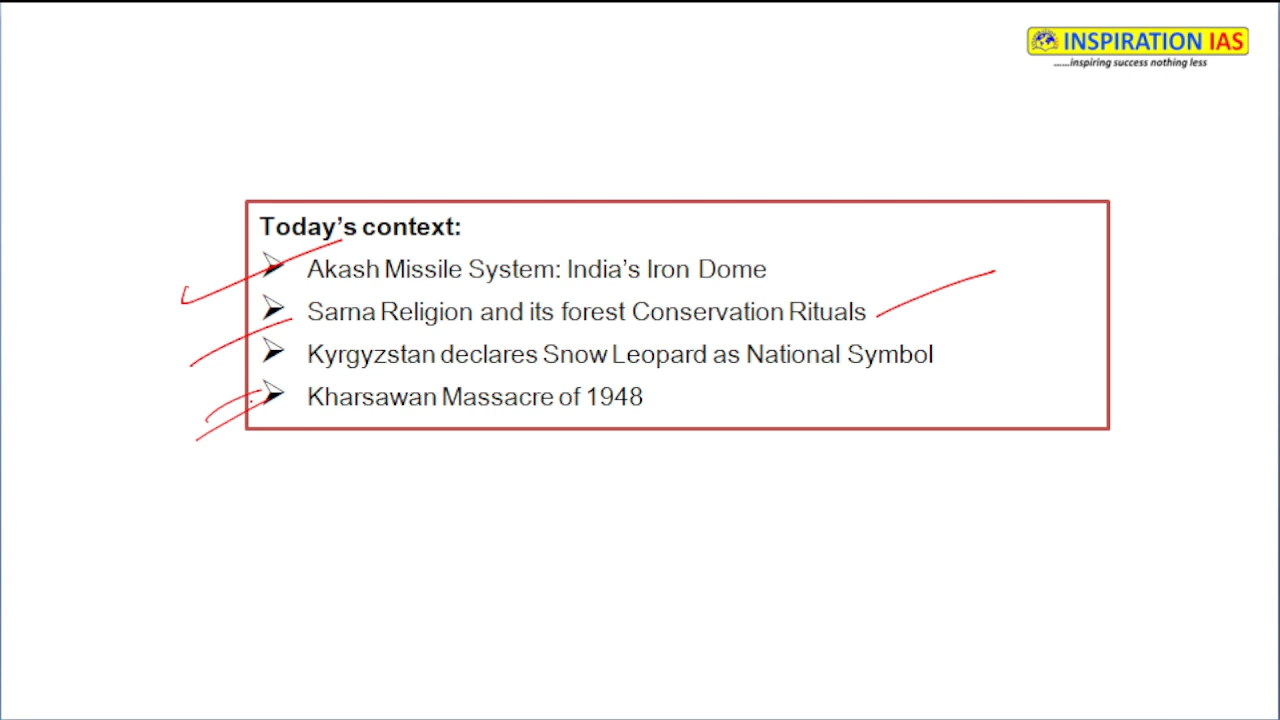 INSPIRATION IAS
......inspiring success nothing less
Today’s context:
➢ Akash Missile System: India’s Iron Dome
➢ Sarna Religion and its forest Conservation Rituals
➢ Kyrgyzstan declares Snow Leopard as National Symbol
➢ Kharsawan Massacre of 1948